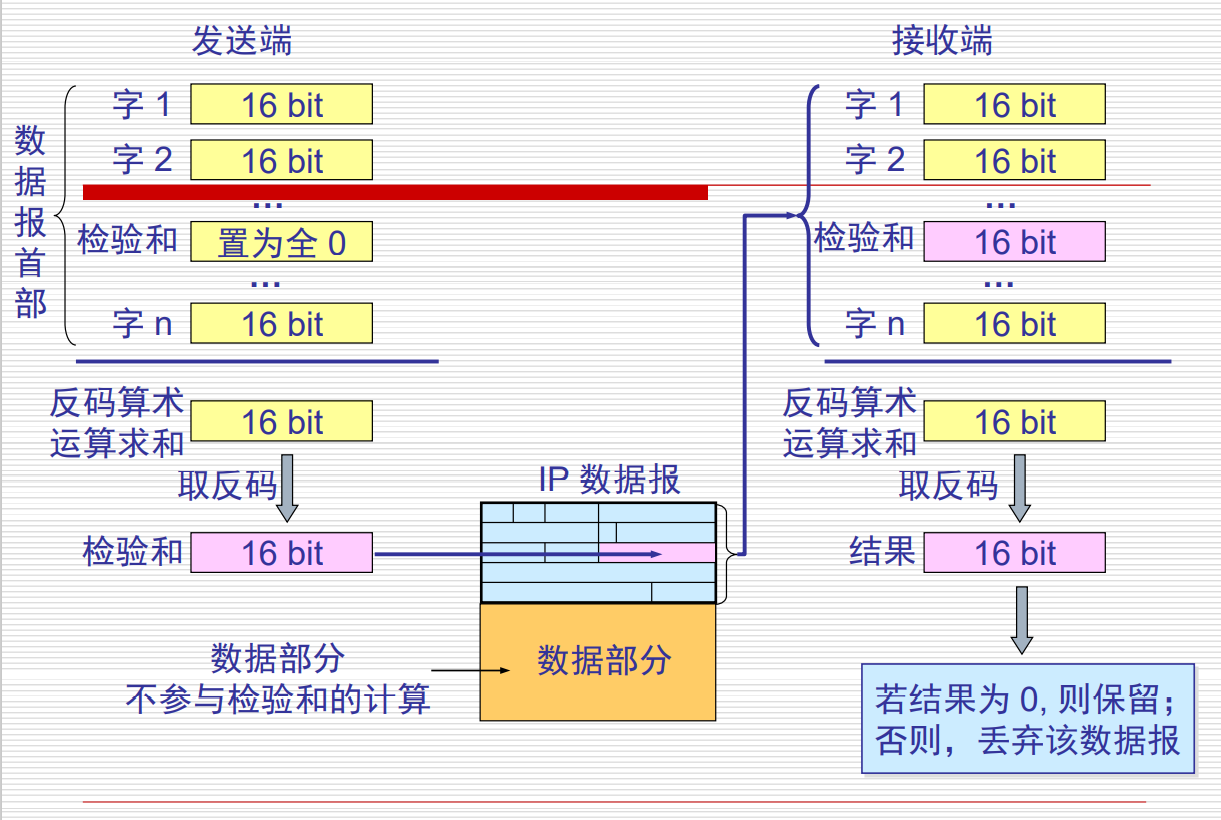 发送端
数据报首部
字 1
16 bit
字 2
16 bit
…
检验和
置为全 0
…
字 n
16 bit
反码算术
运算求和
16 bit
取反码
检验和
16 bit
数据部分
不参与检验和的计算
IP 数据报
数据部分
接收端
字 1
16 bit
字 2
16 bit
…
检验和
16 bit
…
字 n
16 bit
反码算术
运算求和
16 bit
取反码
结果
16 bit
若结果为 0, 则保留；
否则，丢弃该数据报